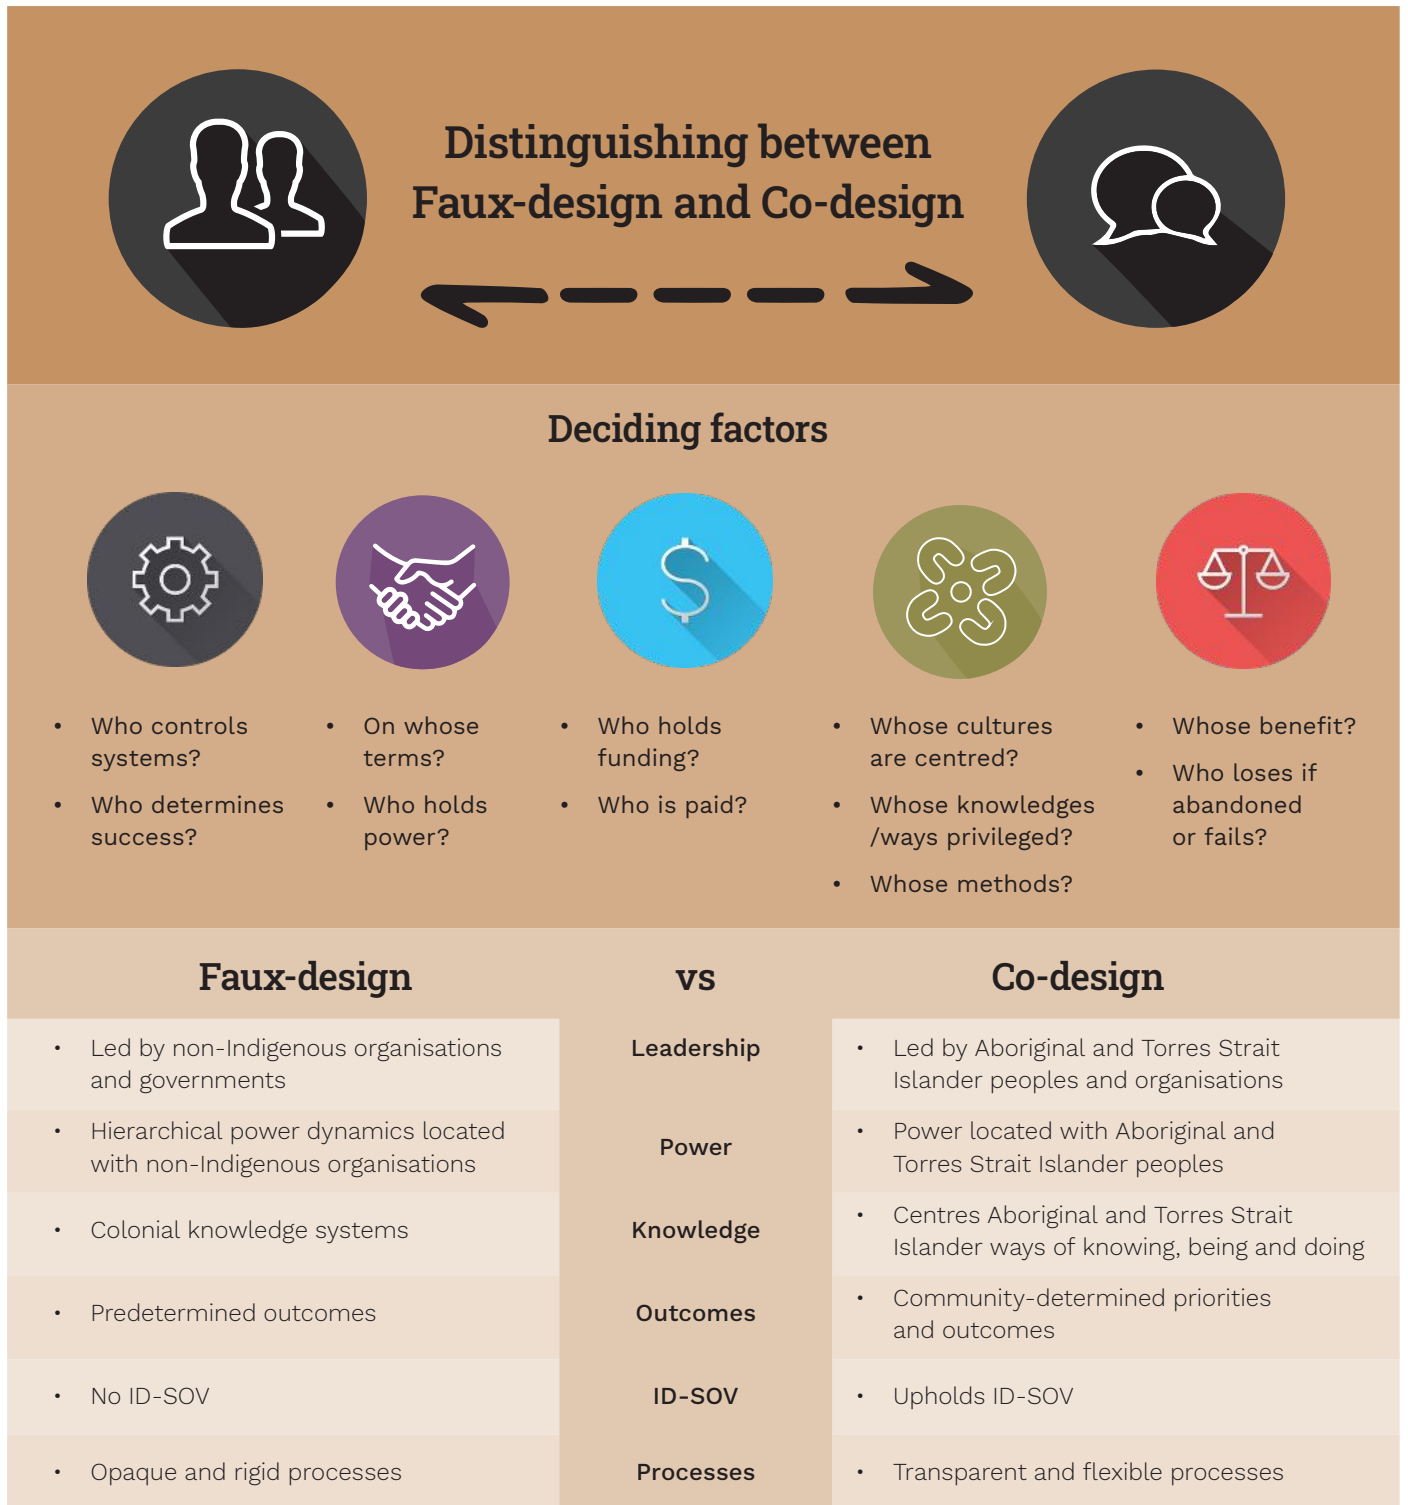 Distinguishing between
Faux-design and Co-design
Deciding factors
• Who controls
systems?
• Who determines
success?
• On whose
terms?
• Who holds
power?
• Who holds
funding?
• Who is paid?
• Whose cultures
are centred?
• Whose knowledges
/ways privileged?
• Whose methods?
• Whose benefit?
• Who loses if
abandoned
or fails?
Faux-design
vs
Co-design
• Led by non-Indigenous organisations
and governments
Leadership
• Led by Aboriginal and Torres Strait
Islander peoples and organisations
• Hierarchical power dynamics located
with non-Indigenous organisations
Power
• Power located with Aboriginal and
Torres Strait Islander peoples
• Colonial knowledge systems
Knowledge
• Centres Aboriginal and Torres Strait
Islander ways of knowing, being and doing
• Predetermined outcomes
Outcomes
• Community-determined priorities
and outcomes
• No ID-SOV
ID-SOV
• Upholds ID-SOV
• Opaque and rigid processes
Processes
• Transparent and flexible processes